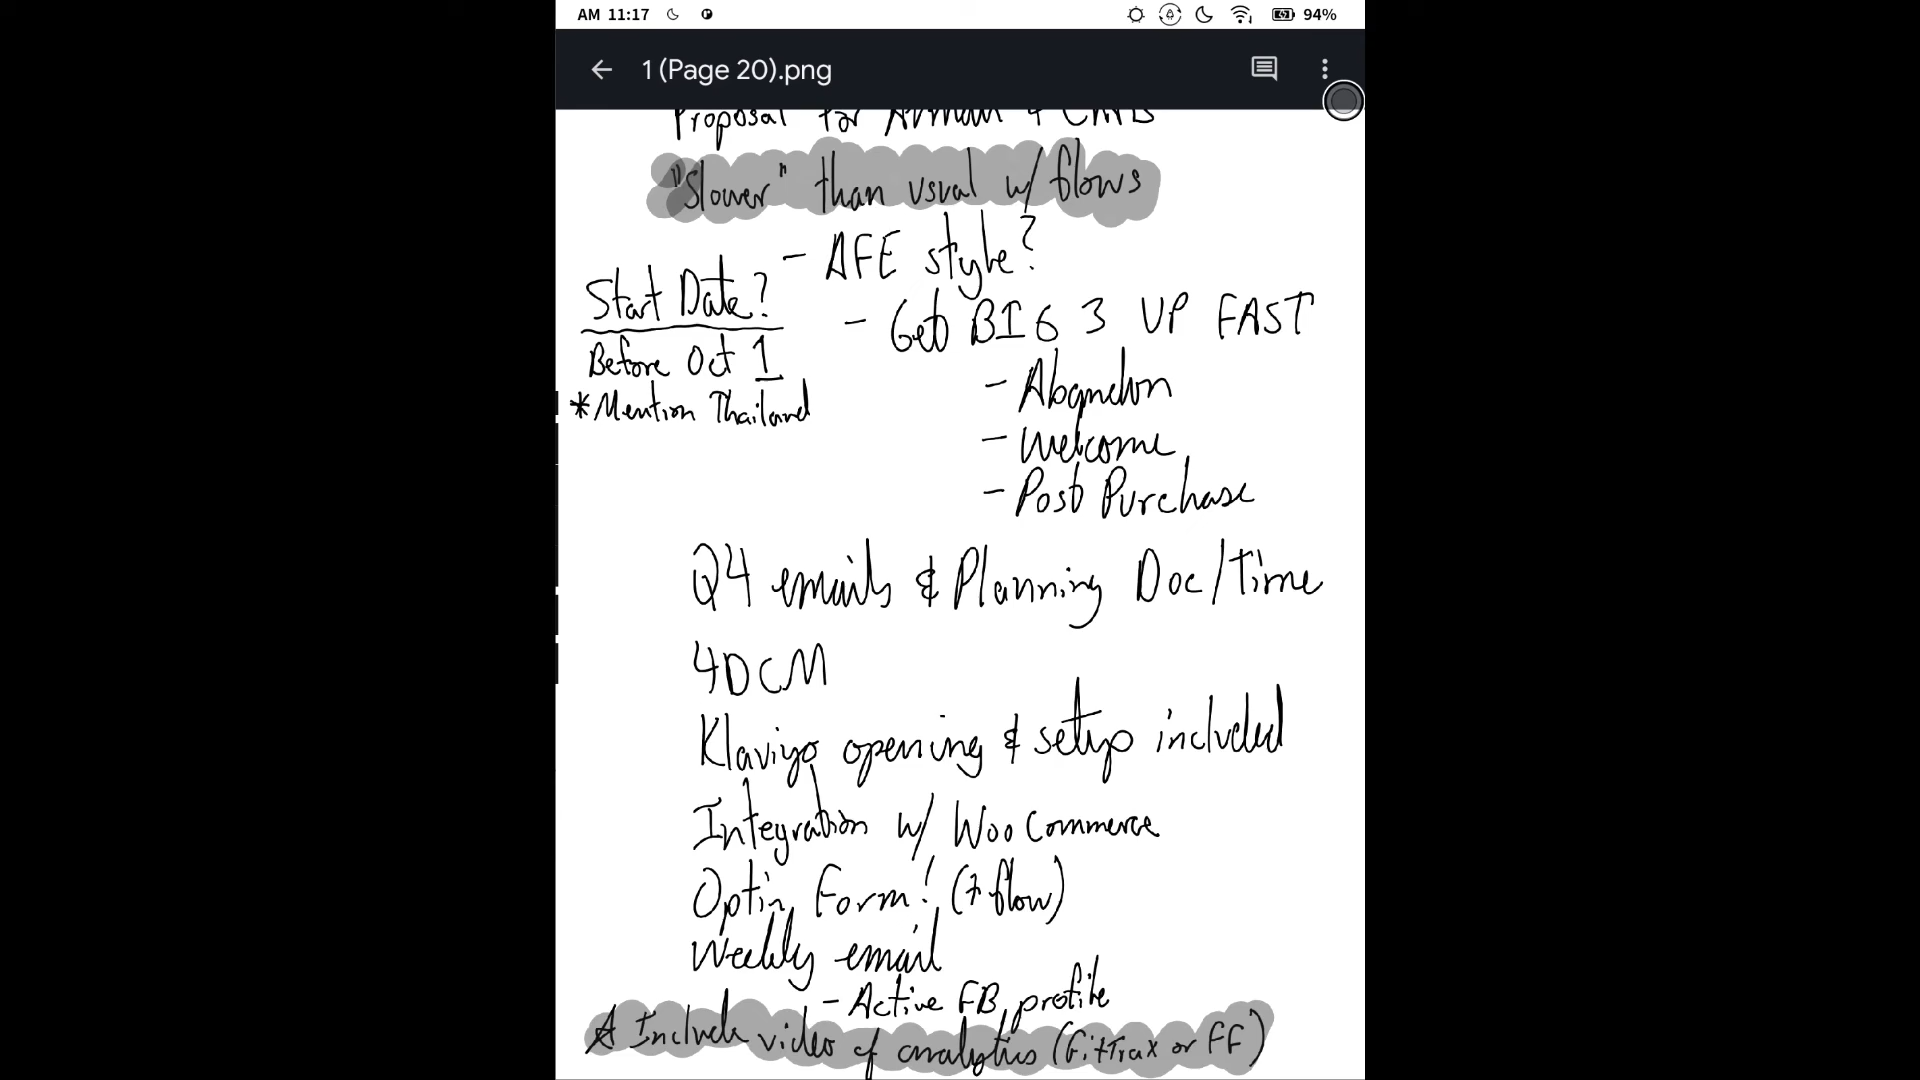 AM 11:17
94%
1 (Page 20).png
Proposal for &
"Slower" than usual w/ flows
- AFE style?
Start Date?
- Get BIG 3 UP FAST
Before Oct 1
- Abandon
*Mention Thailand
- Welcome
- Post Purchase
Q4 emails & Planning Doc/Time
4DCM
Klaviyo opening & setup included
Integration w/ WooCommerce
Optin Form! (+ flow)
Weekly email
- Active FB profile
* Include video of analytics (FitTrax or FF)